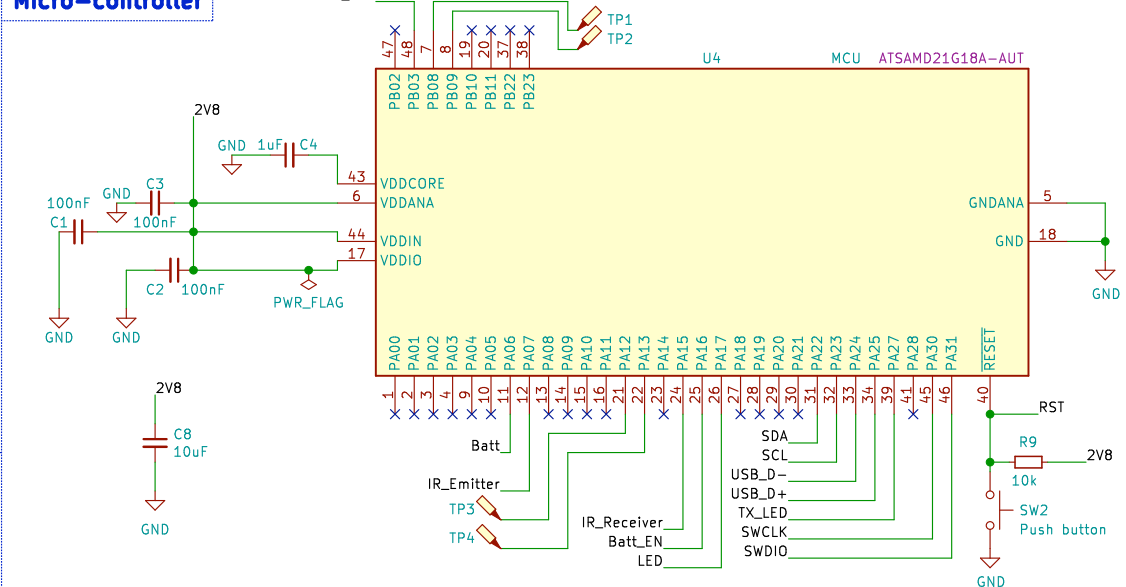 Micro-Controller
TP1
TP2
47
48
7
8
19
20
37
38
U4
MCU
ATSAMD21G18A-AUT
PB02
PB03
PB08
PB09
PB10
PB11
PB22
PB23
2V8
GND
1uF
C4
43
VDDCORE
C3
GND
100nF
6
VDDANA
GNDANA
5
100nF
C1
44
VDDIN
GND
18
17
VDDIO
C2
100nF
PWR_FLAG
GND
GND
GND
PA00
PA01
PA02
PA03
PA04
PA05
PA06
PA07
PA08
PA09
PA10
PA11
PA12
PA13
PA14
PA15
PA16
PA17
PA18
PA19
PA20
PA21
PA22
PA23
PA24
PA25
PA27
PA28
PA30
PA31
RESET
1
2
3
4
9
10
11
12
13
14
15
16
21
22
23
24
25
26
27
28
29
30
31
32
33
34
39
41
45
46
40
2V8
C8
10uF
GND
Batt
IR_Emitter
TP3
TP4
IR_Receiver
Batt_EN
LED
SDA
SCL
USB_D-
USB_D+
TX_LED
SWCLK
SWDIO
RST
R9
2V8
10k
SW2
Push button
GND